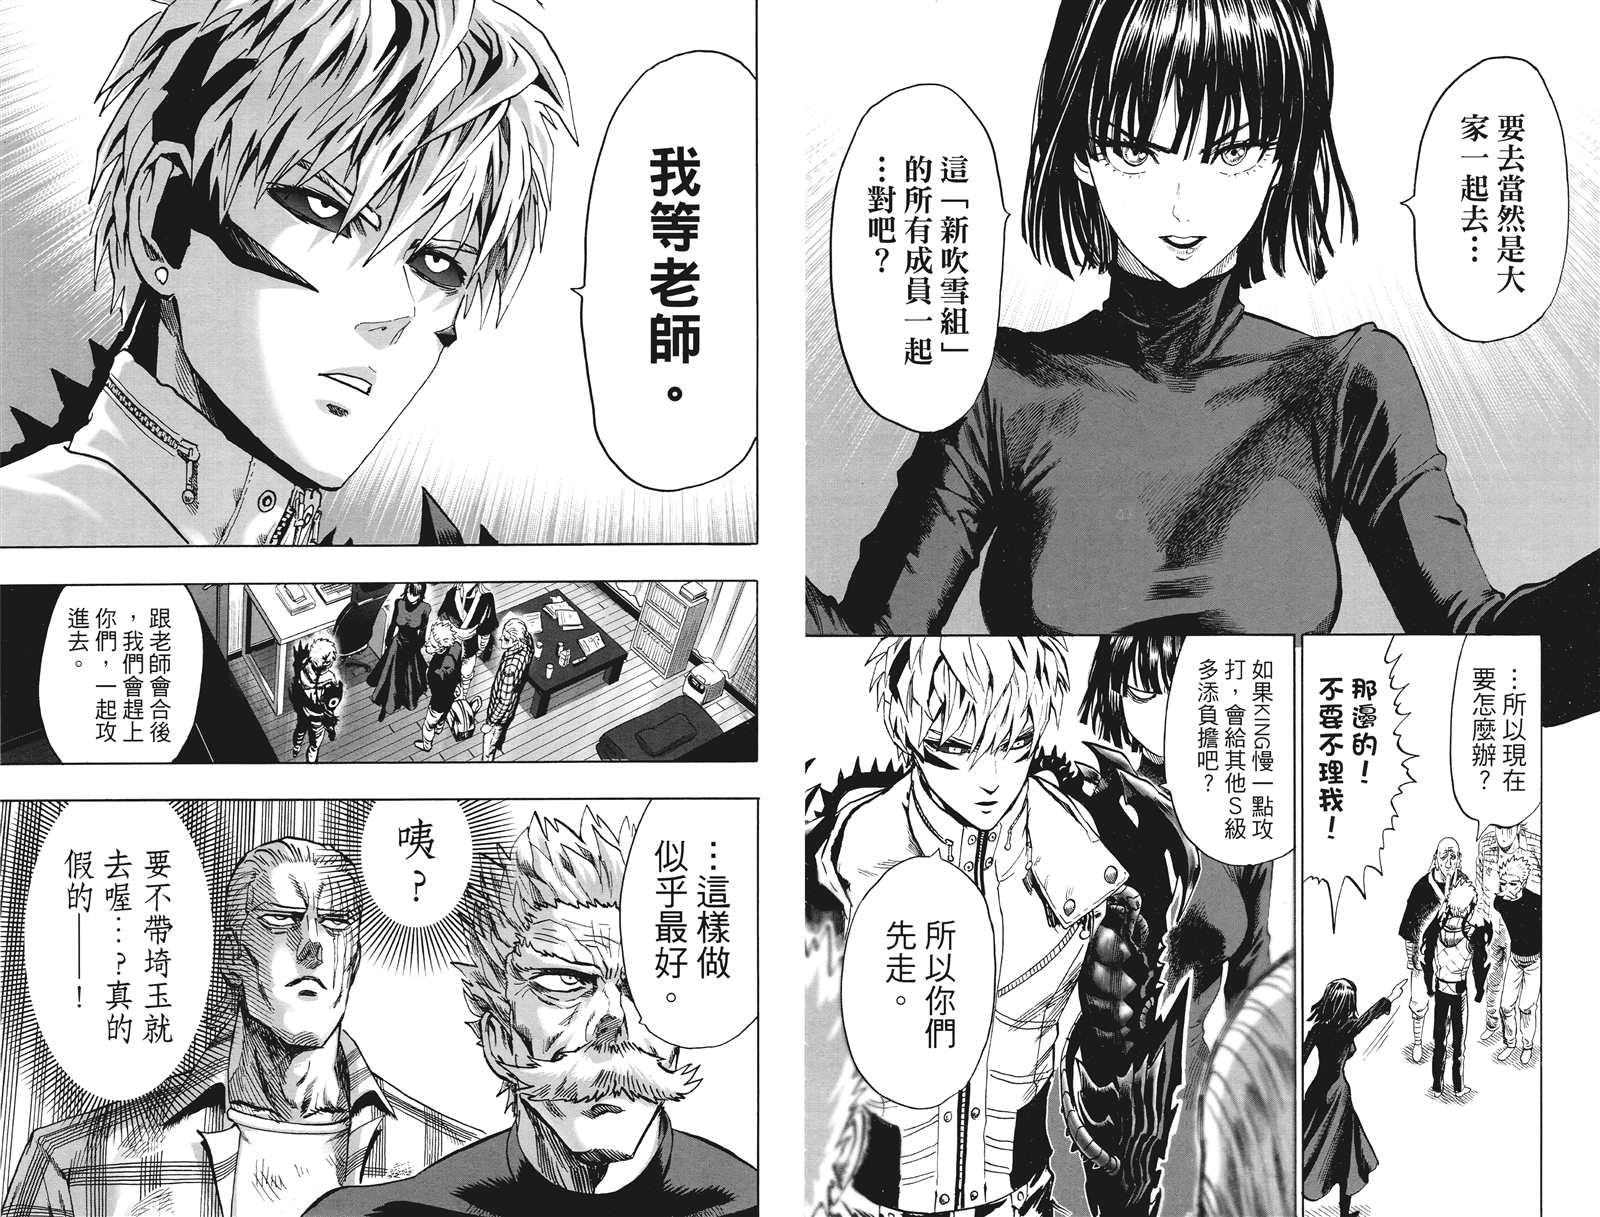 要去當然是大
家一起去…
這「新吹雪組」
的所有成員一起
…對吧？
…所以現在
要怎麼辦？
那邊的！
不要不理我！
如果KING慢一點攻
打，會給其他S級
多添負擔吧？
所以你們
先走。
我等老師。
跟老師會合後
，我們會趕上
你們，一起攻
進去。
…這樣做
似乎最好。
咦？
要不帶埼玉就
去喔…？真的
假的──！